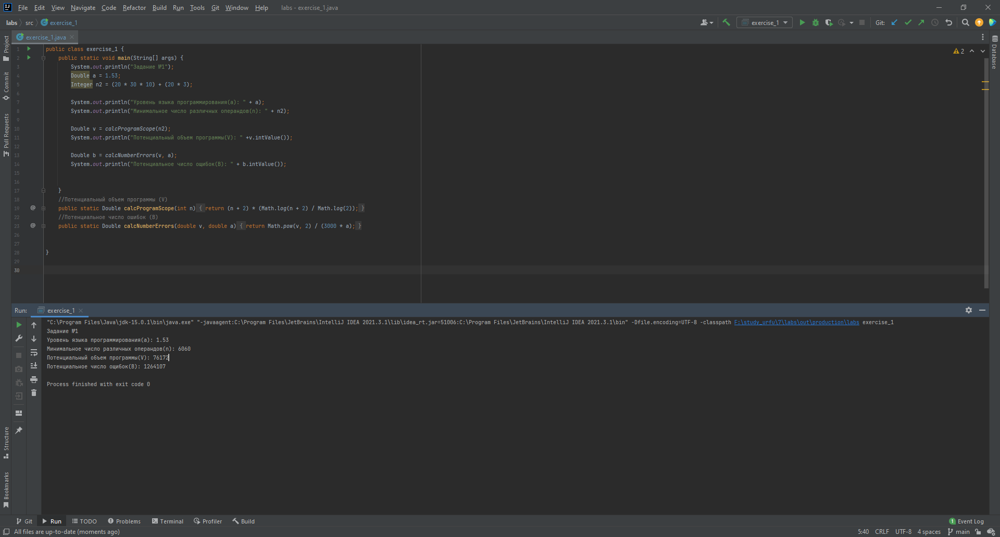 File Edit View Navigate Code Refactor Build Run Tools Git Window Help labs - exercise_1.java
labs src exercise_1
exercise_1 Git:
exercise_1.java
Project
Commit
Pull Requests
Structure
Bookmarks
Database
2
1 public class exercise_1 {
2 public static void main(String[] args) {
3 System.out.println("Задание №1");
4 Double a = 1.53;
5 Integer n2 = (20 * 30 * 10) + (20 * 3);
6
7 System.out.println("Уровень языка программирования(a): " + a);
8 System.out.println("Минимальное число различных операндов(n): " + n2);
9
10 Double v = calcProgramScope(n2);
11 System.out.println("Потенциальный объем программы(V): " +v.intValue());
12
13 Double b = calcNumberErrors(v, a);
14 System.out.println("Потенциальное число ощибок(B): " + b.intValue());
15
16
17 }
18 //Потенциальный объем программы (V)
19 @ public static Double calcProgramScope(int n) { return (n + 2) * (Math.log(n + 2) / Math.log(2)); }
22 //Потенциальное число ошибок (B)
23 @ public static Double calcNumberErrors(double v, double a) { return Math.pow(v, 2) / (3000 * a); }
26
27
28 }
29
30
Run: exercise_1
"C:\Program Files\Java\jdk-15.0.1\bin\java.exe" "-javaagent:C:\Program Files\JetBrains\IntelliJ IDEA 2021.3.1\lib\idea_rt.jar=51006:C:\Program Files\JetBrains\IntelliJ IDEA 2021.3.1\bin" -Dfile.encoding=UTF-8 -classpath F:\study_urfu\7\labs\out\production\labs exercise_1
Задание №1
Уровень языка программирования(a): 1.53
Минимальное число различных операндов(n): 6060
Потенциальный объем программы(V): 76172
Потенциальное число ощибок(B): 1264107
Process finished with exit code 0
Git Run TODO Problems Terminal Profiler Build 1 Event Log
All files are up-to-date (moments ago) 5:40 CRLF UTF-8 4 spaces main